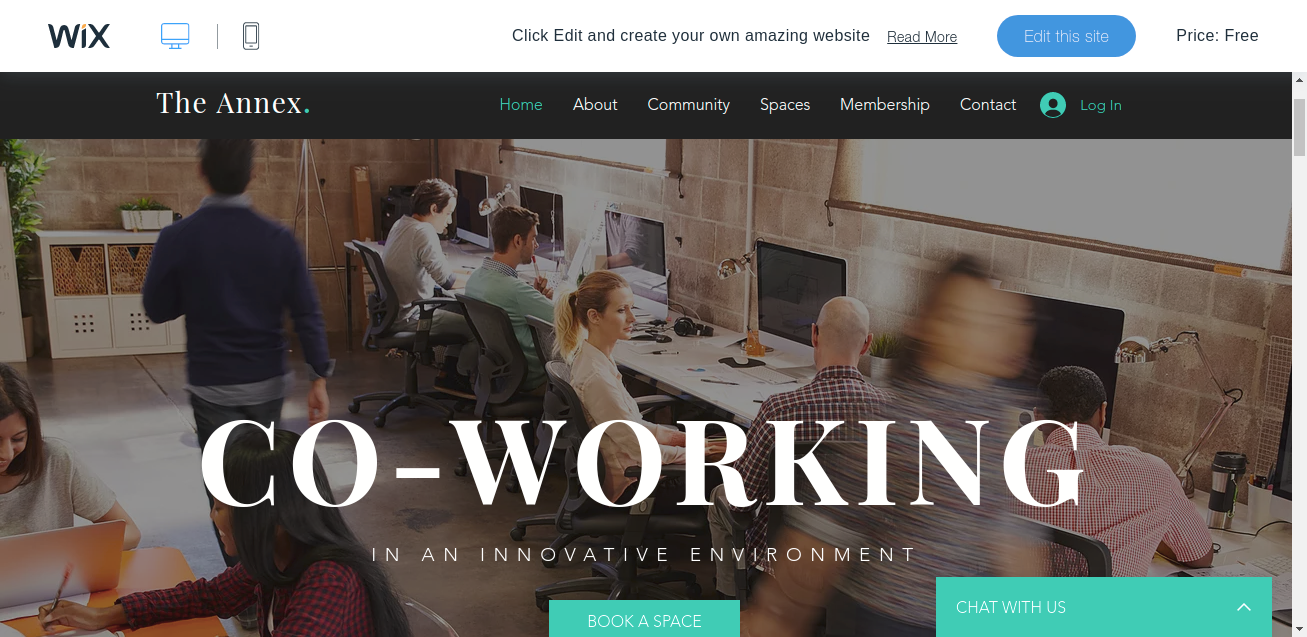 WiX
Click Edit and create your own amazing website Read More Edit this site Price: Free
The Annex.
Home About Community Spaces Membership Contact Log In
CO-WORKING
IN AN INNOVATIVE ENVIRONMENT
BOOK A SPACE
CHAT WITH US